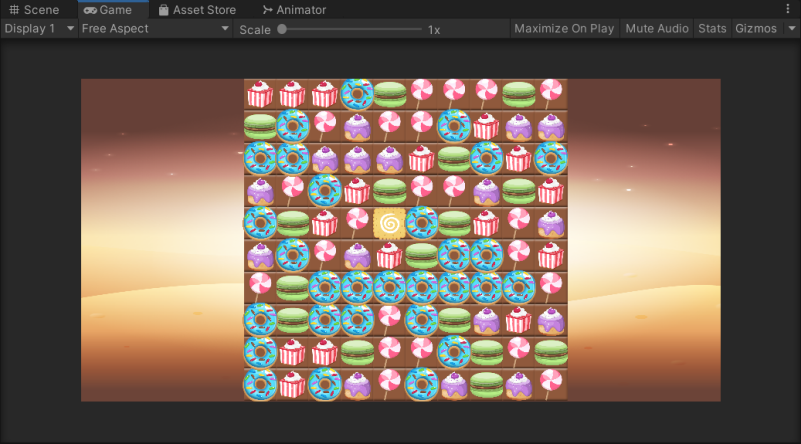 Scene Game Asset Store Animator
Display 1 Free Aspect Scale 1x Maximize On Play Mute Audio Stats Gizmos